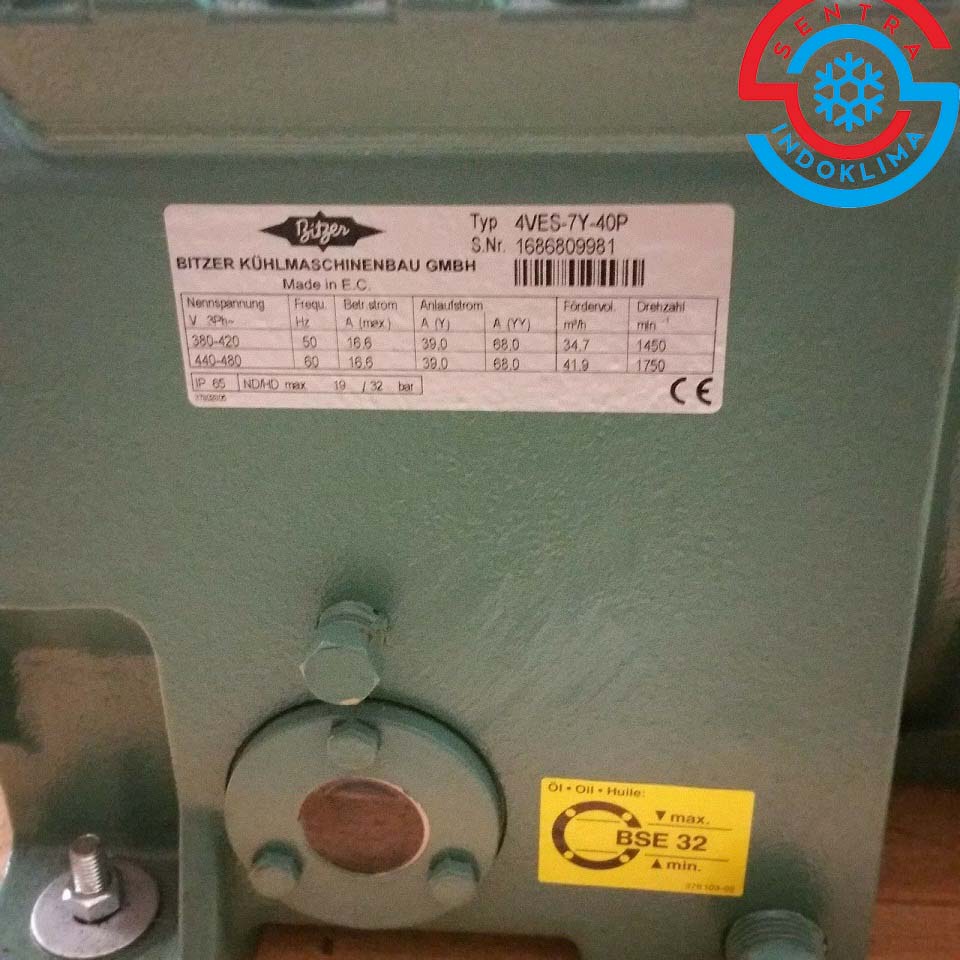 SENTRA
INDOKLIMA
Bitzer
Typ 4VES-7Y-40P
S.Nr. 1686809981
BITZER KÜHLMASCHINENBAU GMBH
Made in E.C.
Nennspannung Frequ. Betr.strom Anlaufstrom Fördervol. Drehzahl
V 3Ph~ Hz A (max.) A (Y) A (YY) m³/h min ⁻¹
380-420 50 16.6 39.0 68.0 34.7 1450
440-480 60 16.6 39.0 68.0 41.9 1750
IP 65 ND/HD max 19 / 32 bar
CE
Öl • Oil • Huile:
▼ max.
BSE 32
▲ min.